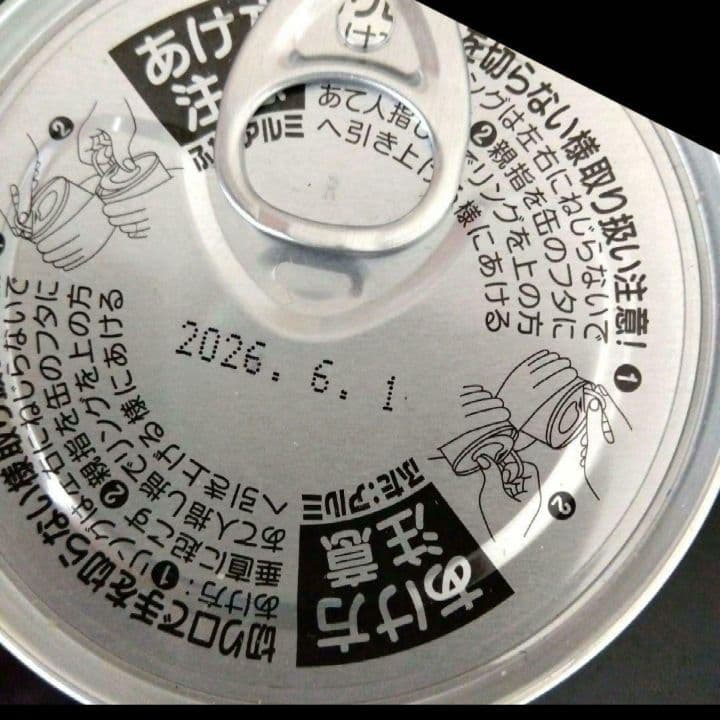 あけ
注
ふた:アルミ
あて人指し
へ引き上げ
を切らない様取り扱い注意!
リングは左右にねじらないで
❷親指を缶のフタに
でリングを上の方
る様にあける
❶
❷
2026. 6. 1
あけ方
注意
ふた:アルミ
切り口で手を切らない様取り
あけ方:❶リングは左右にねじらないで
垂直に起こす ❷親指を缶のフタに
あて人指し指でリングを上の方
へ引き上げる様にあける
❷